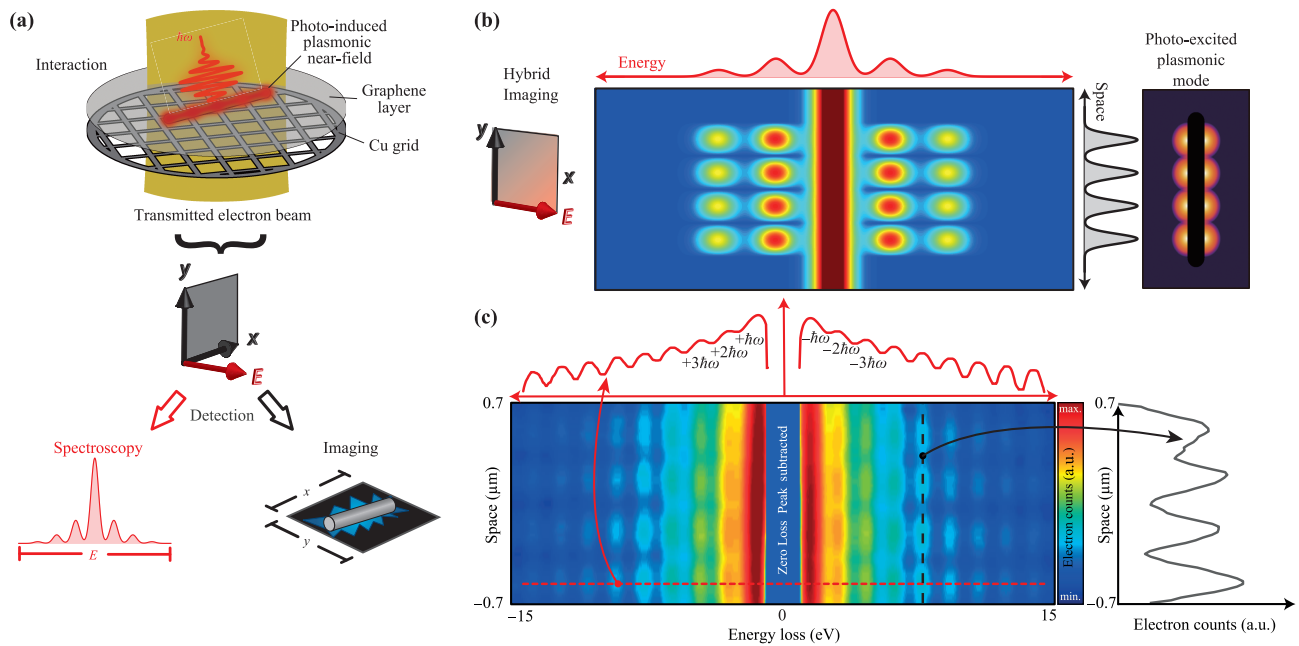 (a)
ħω
Photo-induced
plasmonic
near-field
Interaction
Graphene
layer
Cu grid
Transmitted electron beam
y
x
E
Detection
Spectroscopy
E
Imaging
x
y
(b)
Hybrid
Imaging
Energy
y
x
E
Space
Photo-excited
plasmonic
mode
(c)
+3ħω
+2ħω
+ħω
−ħω
−2ħω
−3ħω
0.7
Space (µm)
−0.7
Zero Loss Peak subtracted
−15
0
15
Energy loss (eV)
max.
Electron counts (a.u.)
min.
0.7
Space (µm)
−0.7
Electron counts (a.u.)